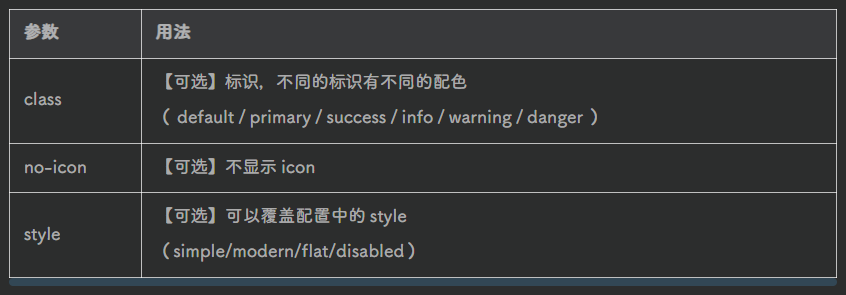 参数 用法
class
【可选】标识，不同的标识有不同的配色
（ default / primary / success / info / warning / danger ）
no-icon 【可选】不显示 icon
style
【可选】可以覆盖配置中的 style
（simple/modern/flat/disabled）